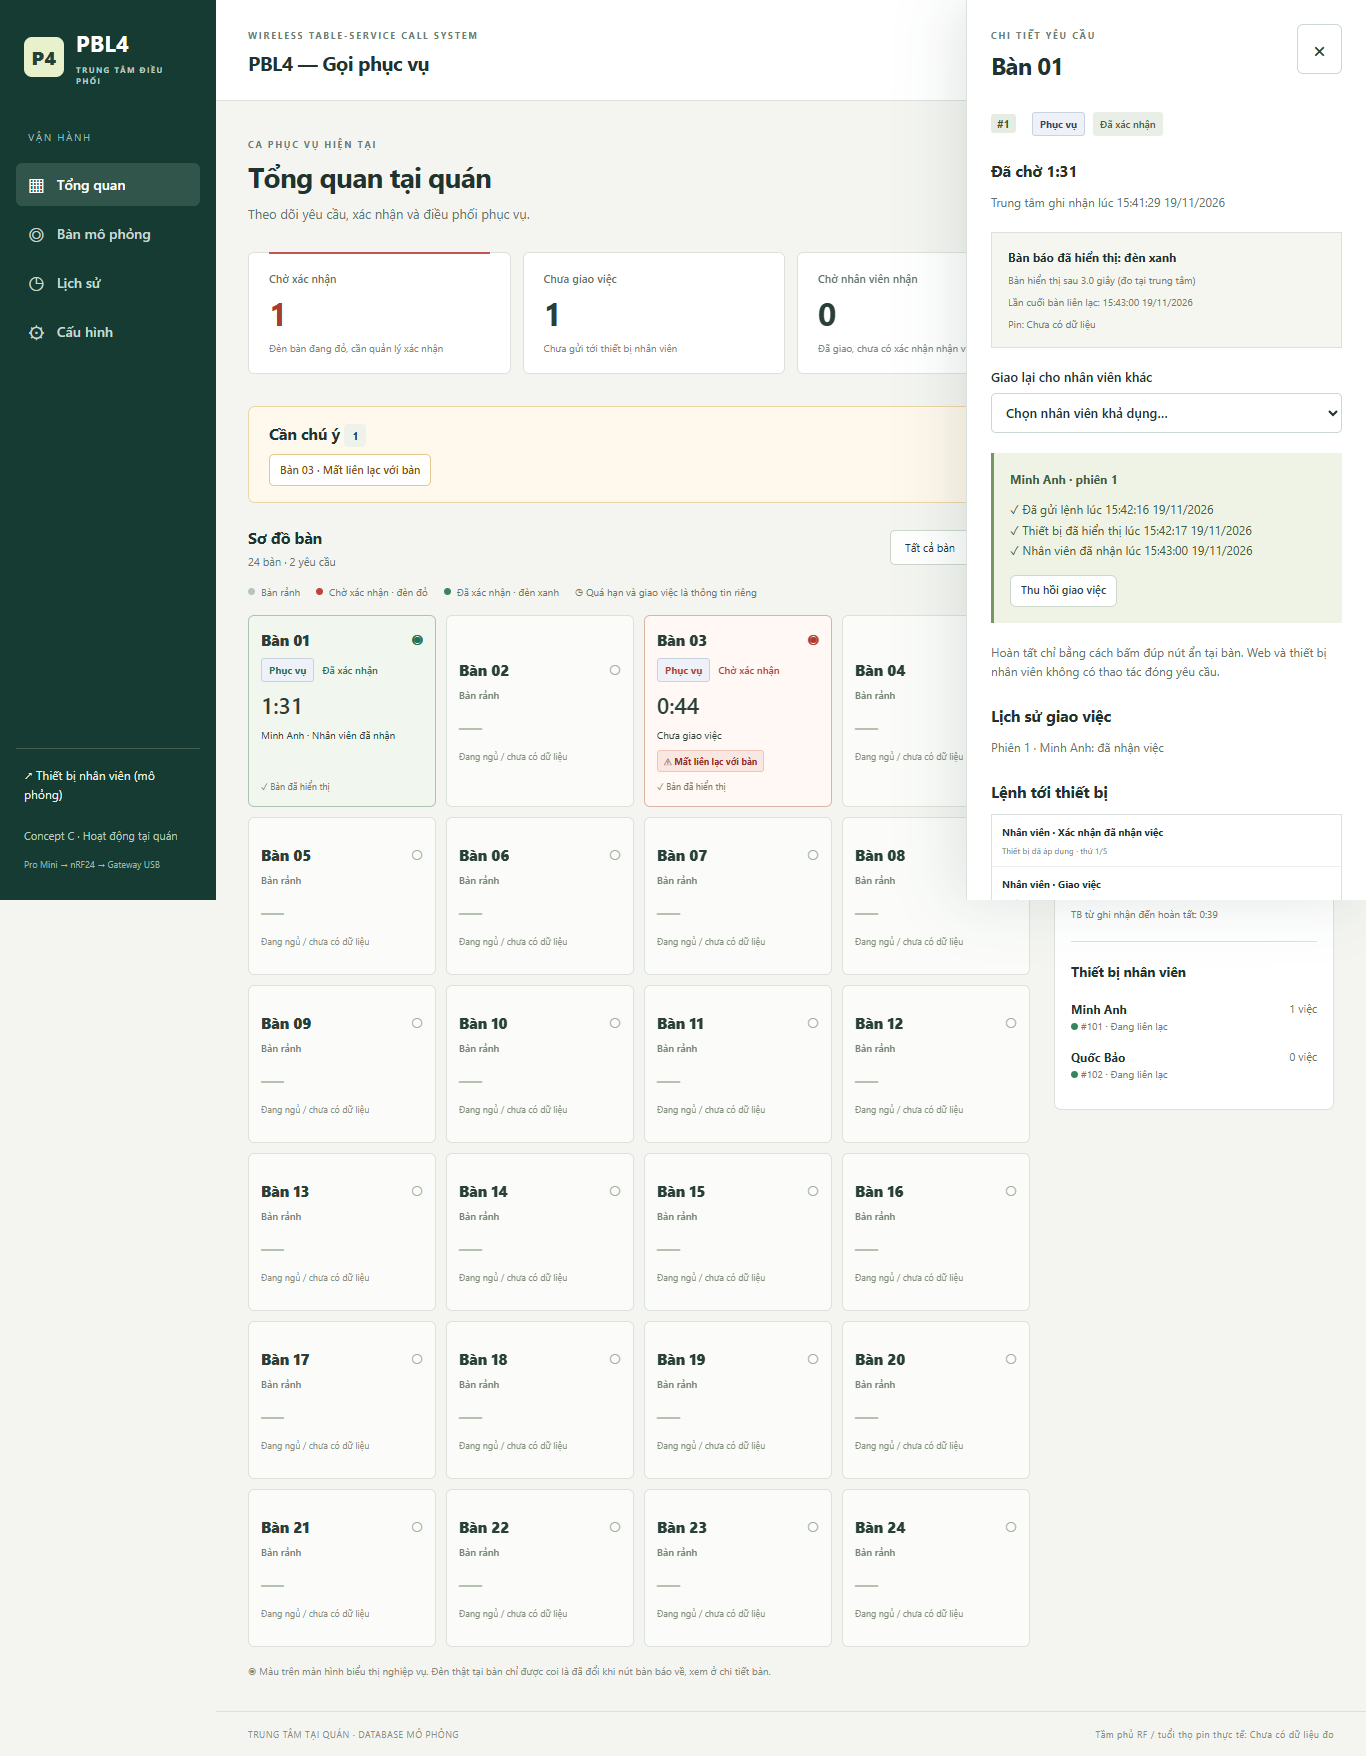 P4
PBL4
TRUNG TÂM ĐIỀU
PHỐI
VẬN HÀNH
Tổng quan
Bàn mô phỏng
Lịch sử
Cấu hình
↗ Thiết bị nhân viên (mô
phỏng)
Concept C · Hoạt động tại quán
Pro Mini → nRF24 → Gateway USB
WIRELESS TABLE-SERVICE CALL SYSTEM
PBL4 — Gọi phục vụ
CA PHỤC VỤ HIỆN TẠI
Tổng quan tại quán
Theo dõi yêu cầu, xác nhận và điều phối phục vụ.
Chờ xác nhận
1
Đèn bàn đang đỏ, cần quản lý xác nhận
Chưa giao việc
1
Chưa gửi tới thiết bị nhân viên
Chờ nhân viên nhận
0
Đã giao, chưa có xác nhận nhận v
Cần chú ý 1
Bàn 03 · Mất liên lạc với bàn
Sơ đồ bàn
24 bàn · 2 yêu cầu
Tất cả bàn
Bàn rảnh
Chờ xác nhận · đèn đỏ
Đã xác nhận · đèn xanh
◷ Quá hạn và giao việc là thông tin riêng
Bàn 01
Phục vụ Đã xác nhận
1:31
Minh Anh · Nhân viên đã nhận
✓ Bàn đã hiển thị
Bàn 02
Bàn rảnh
—
Đang ngủ / chưa có dữ liệu
Bàn 03
Phục vụ Chờ xác nhận
0:44
Chưa giao việc
⚠ Mất liên lạc với bàn
✓ Bàn đã hiển thị
Bàn 04
Bàn rảnh
—
Đang ngủ / chưa có dữ liệu
Bàn 05
Bàn rảnh
—
Đang ngủ / chưa có dữ liệu
Bàn 06
Bàn rảnh
—
Đang ngủ / chưa có dữ liệu
Bàn 07
Bàn rảnh
—
Đang ngủ / chưa có dữ liệu
Bàn 08
Bàn rảnh
—
Đang ngủ / chưa có dữ liệu
Bàn 09
Bàn rảnh
—
Đang ngủ / chưa có dữ liệu
Bàn 10
Bàn rảnh
—
Đang ngủ / chưa có dữ liệu
Bàn 11
Bàn rảnh
—
Đang ngủ / chưa có dữ liệu
Bàn 12
Bàn rảnh
—
Đang ngủ / chưa có dữ liệu
Bàn 13
Bàn rảnh
—
Đang ngủ / chưa có dữ liệu
Bàn 14
Bàn rảnh
—
Đang ngủ / chưa có dữ liệu
Bàn 15
Bàn rảnh
—
Đang ngủ / chưa có dữ liệu
Bàn 16
Bàn rảnh
—
Đang ngủ / chưa có dữ liệu
Bàn 17
Bàn rảnh
—
Đang ngủ / chưa có dữ liệu
Bàn 18
Bàn rảnh
—
Đang ngủ / chưa có dữ liệu
Bàn 19
Bàn rảnh
—
Đang ngủ / chưa có dữ liệu
Bàn 20
Bàn rảnh
—
Đang ngủ / chưa có dữ liệu
Bàn 21
Bàn rảnh
—
Đang ngủ / chưa có dữ liệu
Bàn 22
Bàn rảnh
—
Đang ngủ / chưa có dữ liệu
Bàn 23
Bàn rảnh
—
Đang ngủ / chưa có dữ liệu
Bàn 24
Bàn rảnh
—
Đang ngủ / chưa có dữ liệu
◉ Màu trên màn hình biểu thị nghiệp vụ. Đèn thật tại bàn chỉ được coi là đã đổi khi nút bàn báo về, xem ở chi tiết bàn.
CHI TIẾT YÊU CẦU
Bàn 01
×
#1 Phục vụ Đã xác nhận
Đã chờ 1:31
Trung tâm ghi nhận lúc 15:41:29 19/11/2026
Bàn báo đã hiển thị: đèn xanh
Bàn hiển thị sau 3.0 giây (đo tại trung tâm)
Lần cuối bàn liên lạc: 15:43:00 19/11/2026
Pin: Chưa có dữ liệu
Giao lại cho nhân viên khác
Chọn nhân viên khả dụng...
Minh Anh · phiên 1
✓ Đã gửi lệnh lúc 15:42:16 19/11/2026
✓ Thiết bị đã hiển thị lúc 15:42:17 19/11/2026
✓ Nhân viên đã nhận lúc 15:43:00 19/11/2026
Thu hồi giao việc
Hoàn tất chỉ bằng cách bấm đúp nút ẩn tại bàn. Web và thiết bị
nhân viên không có thao tác đóng yêu cầu.
Lịch sử giao việc
Phiên 1 · Minh Anh: đã nhận việc
Lệnh tới thiết bị
Nhân viên · Xác nhận đã nhận việc
Thiết bị đã áp dụng · thử 1/5
Nhân viên · Giao việc
TB từ ghi nhận đến hoàn tất: 0:39
Thiết bị nhân viên
Minh Anh 1 việc
#101 · Đang liên lạc
Quốc Bảo 0 việc
#102 · Đang liên lạc
TRUNG TÂM TẠI QUÁN · DATABASE MÔ PHỎNG
Tầm phủ RF / tuổi thọ pin thực tế: Chưa có dữ liệu đo